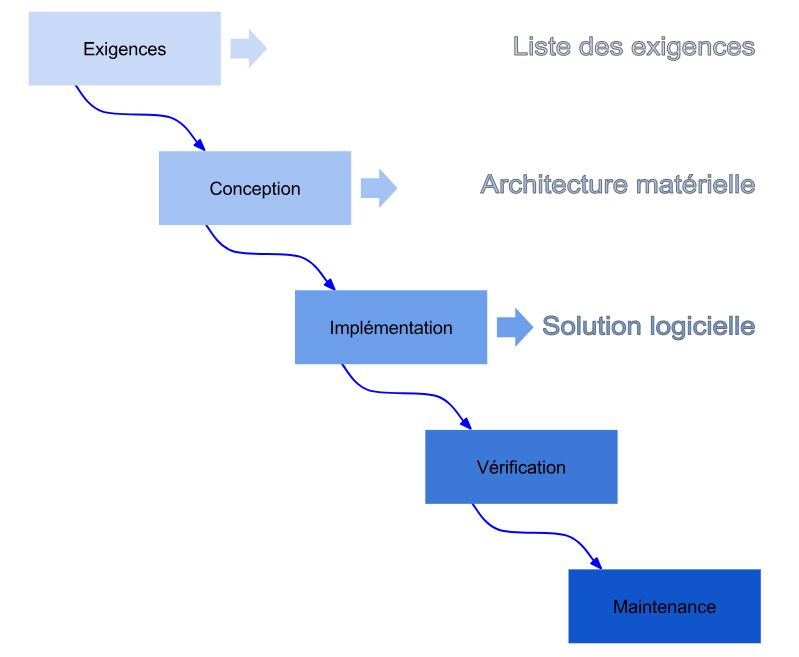 Exigences
Liste des exigences
Conception
Architecture matérielle
Implémentation
Solution logicielle
Vérification
Maintenance